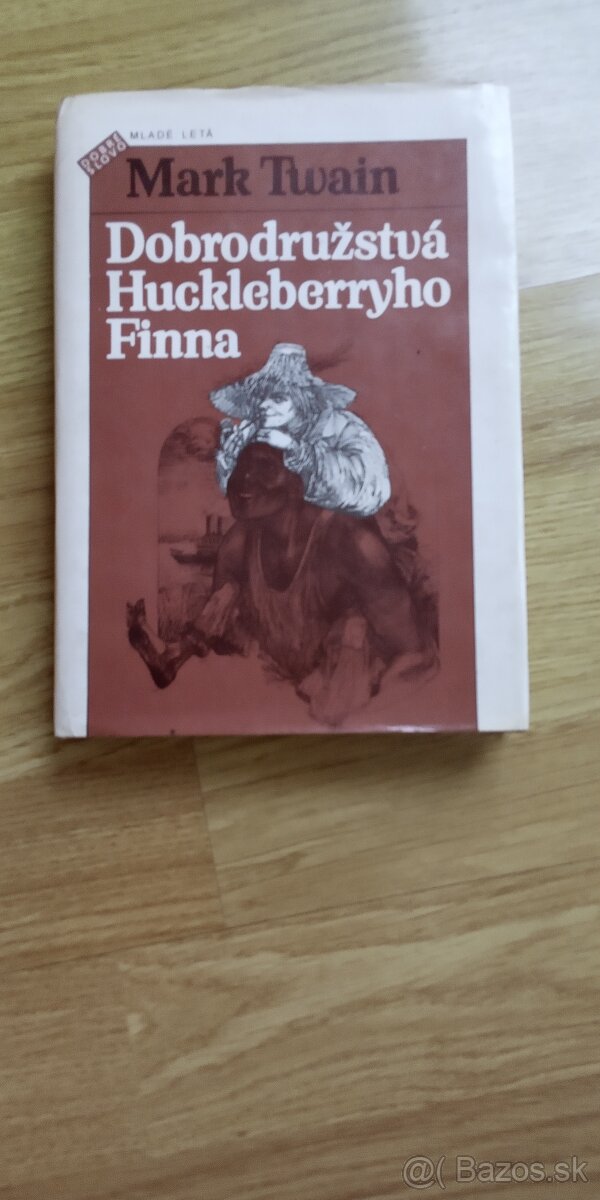 MLADÉ LETÁ
DOBRÉ
SLOVO
Mark Twain
Dobrodružstvá
Huckleberryho
Finna
@( Bazos.sk